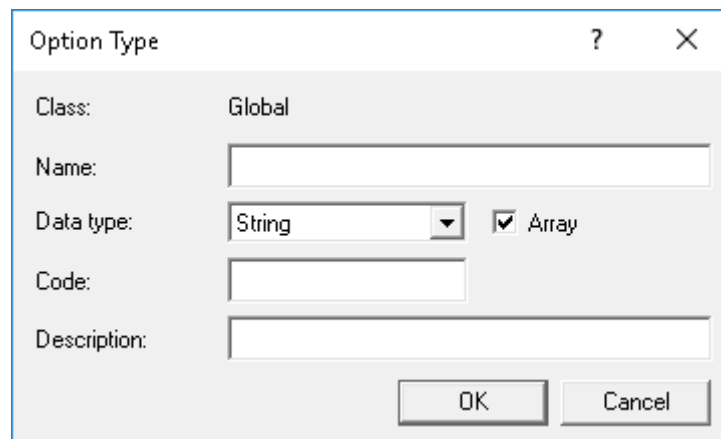 Option Type ?
Class: Global
Name:
Data type: String Array
Code:
Description:
OK Cancel